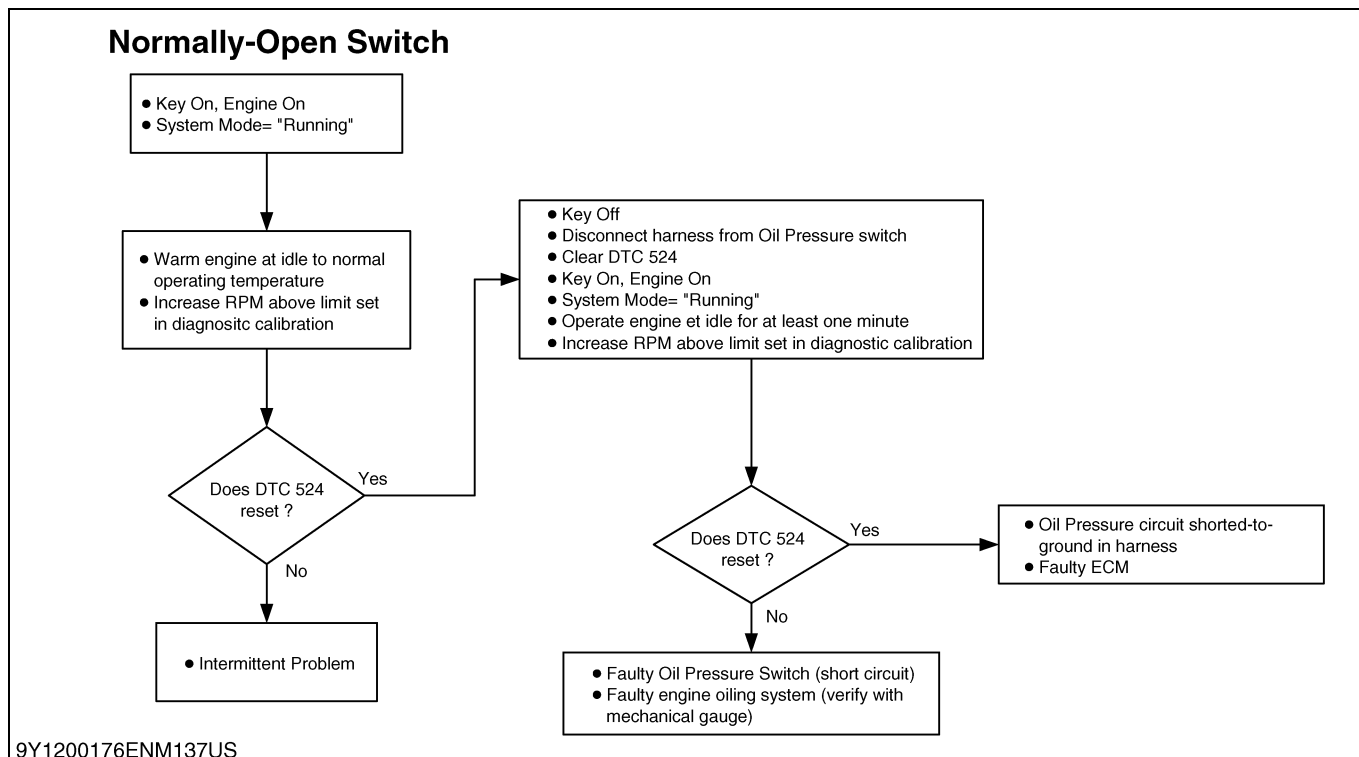 Normally-Open Switch
● Key On, Engine On
● System Mode= "Running"
● Warm engine at idle to normal
operating temperature
● Increase RPM above limit set
in diagnositc calibration
Does DTC 524
reset ?
Yes
No
● Intermittent Problem
● Key Off
● Disconnect harness from Oil Pressure switch
● Clear DTC 524
● Key On, Engine On
● System Mode= "Running"
● Operate engine et idle for at least one minute
● Increase RPM above limit set in diagnostic calibration
Does DTC 524
reset ?
Yes
● Oil Pressure circuit shorted-to-
ground in harness
● Faulty ECM
No
● Faulty Oil Pressure Switch (short circuit)
● Faulty engine oiling system (verify with
mechanical gauge)
9Y1200176ENM137US